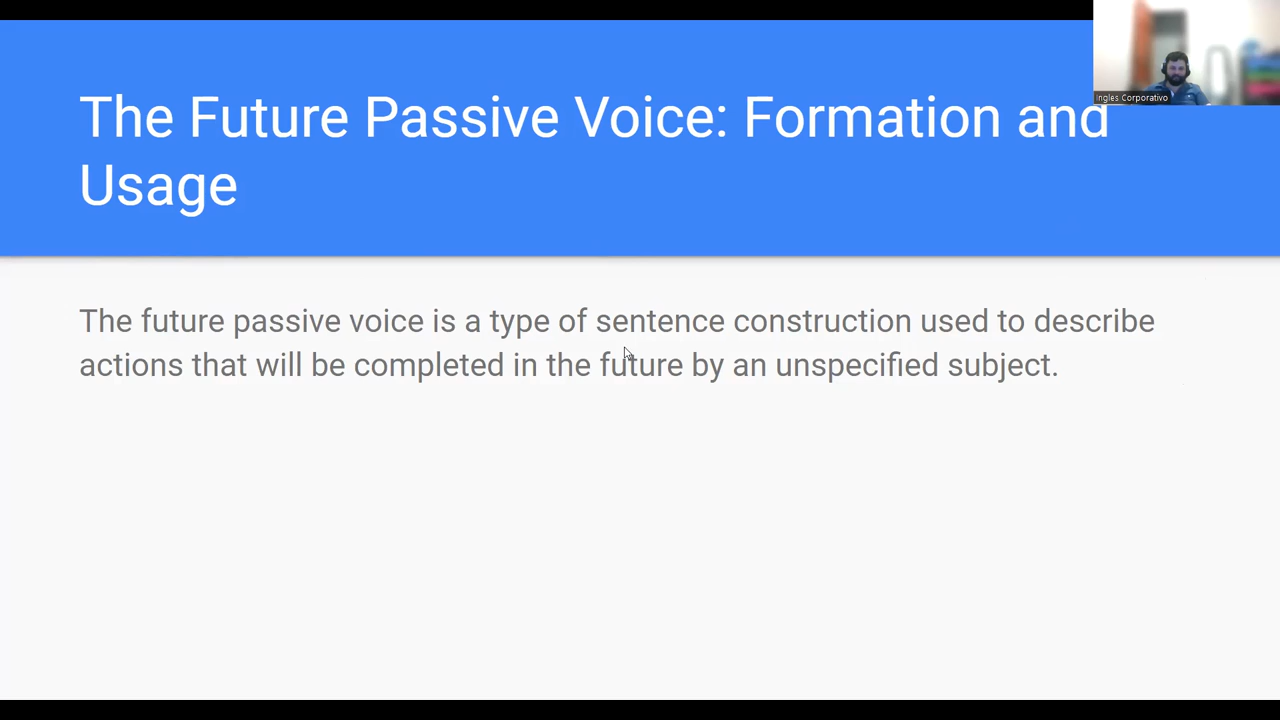 The Future Passive Voice: Formation and
Usage
Ingles Corporativo
The future passive voice is a type of sentence construction used to describe
actions that will be completed in the future by an unspecified subject.